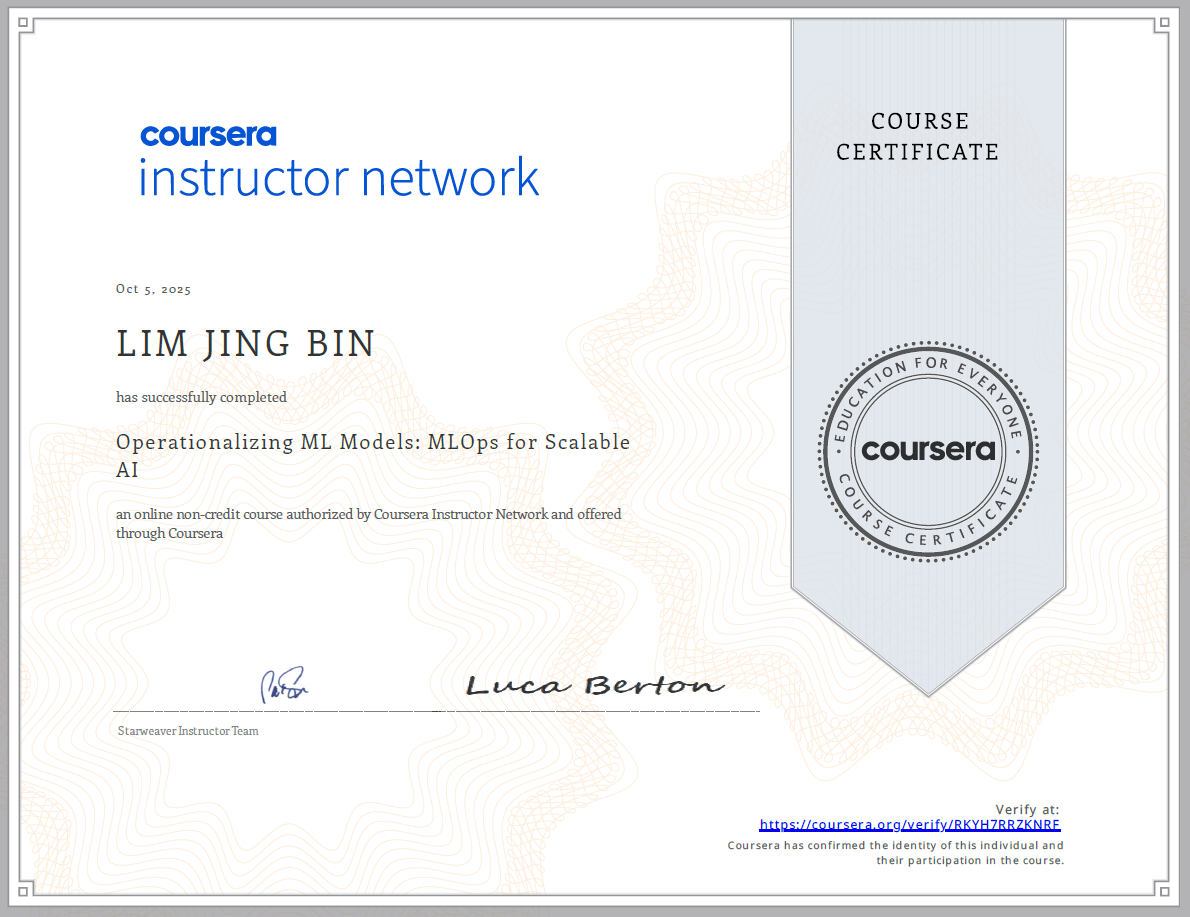 coursera
instructor network
COURSE
CERTIFICATE
Oct 5, 2025
LIM JING BIN
has successfully completed
Operationalizing ML Models: MLOps for Scalable
AI
an online non-credit course authorized by Coursera Instructor Network and offered
through Coursera
EDUCATION FOR EVERYONE
coursera
COURSE CERTIFICATE
Luca Berton
Starweaver Instructor Team
Verify at:
https://coursera.org/verify/RKYH7RRZKNRE
Coursera has confirmed the identity of this individual and
their participation in the course.